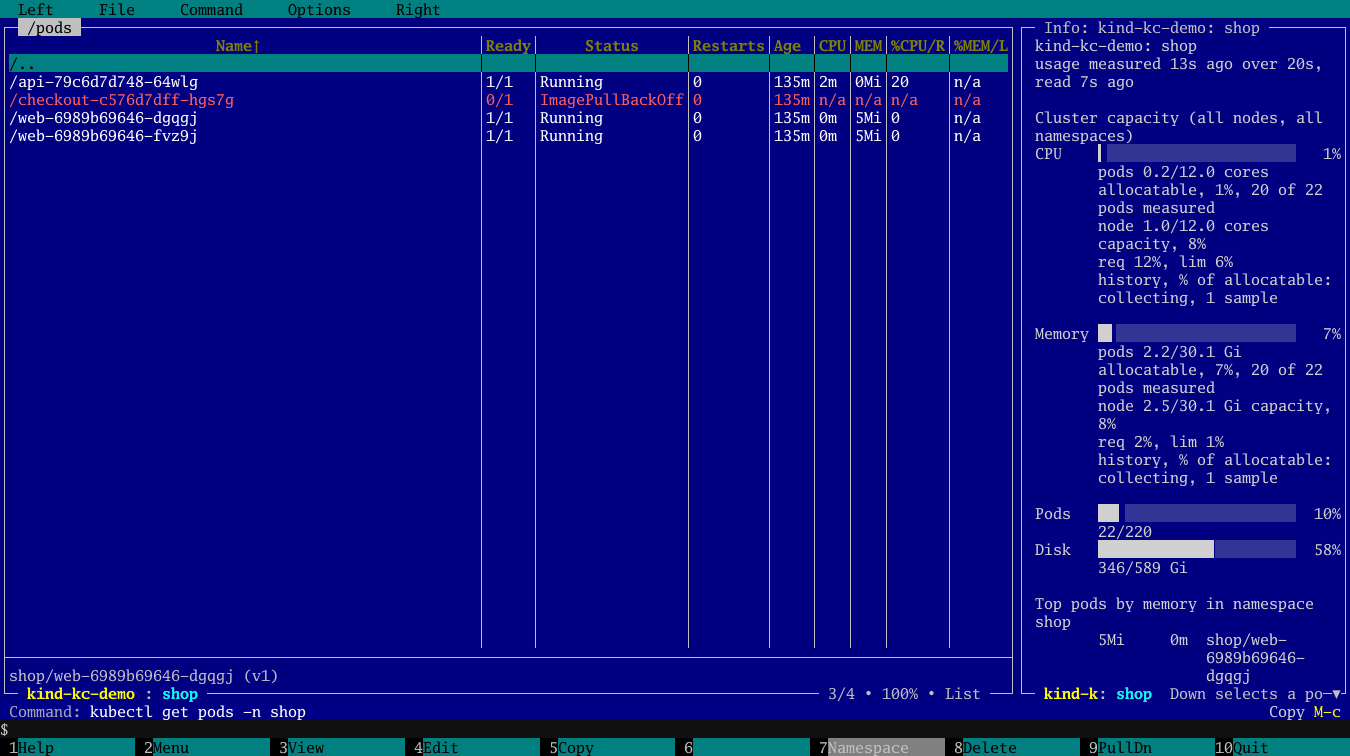 Left File Command Options Right
/pods
Name↑ Ready Status Restarts Age CPU MEM %CPU/R %MEM/L
/..
/api-79c6d7d748-64wlg 1/1 Running 0 135m 2m 0Mi 20 n/a
/checkout-c576d7dff-hgs7g 0/1 ImagePullBackOff 0 135m n/a n/a n/a n/a
/web-6989b69646-dgqgj 1/1 Running 0 135m 0m 5Mi 0 n/a
/web-6989b69646-fvz9j 1/1 Running 0 135m 0m 5Mi 0 n/a
shop/web-6989b69646-dgqgj (v1)
kind-kc-demo : shop 3/4 • 100% • List
Info: kind-kc-demo: shop
kind-kc-demo: shop
usage measured 13s ago over 20s,
read 7s ago
Cluster capacity (all nodes, all
namespaces)
CPU 1%
pods 0.2/12.0 cores
allocatable, 1%, 20 of 22
pods measured
node 1.0/12.0 cores
capacity, 8%
req 12%, lim 6%
history, % of allocatable:
collecting, 1 sample
Memory 7%
pods 2.2/30.1 Gi
allocatable, 7%, 20 of 22
pods measured
node 2.5/30.1 Gi capacity,
8%
req 2%, lim 1%
history, % of allocatable:
collecting, 1 sample
Pods 10%
22/220
Disk 58%
346/589 Gi
Top pods by memory in namespace
shop
5Mi 0m shop/web-
6989b69646-
dgqgj
kind-k: shop Down selects a po─▼
Command: kubectl get pods -n shop Copy M-c
$
1Help 2Menu 3View 4Edit 5Copy 6 7Namespace 8Delete 9PullDn 10Quit